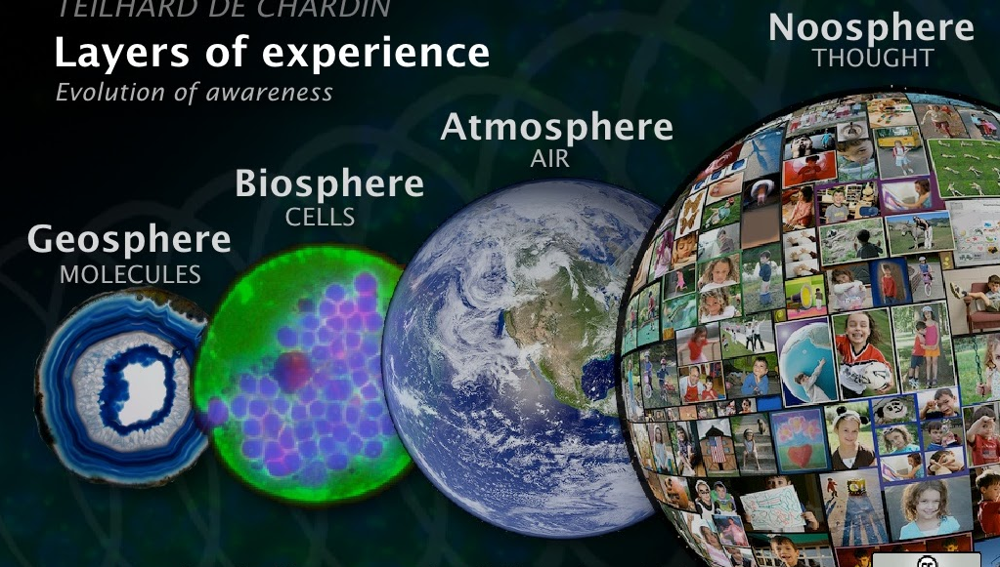 TEILHARD DE CHARDIN
Layers of experience
Evolution of awareness
Noosphere
THOUGHT
Atmosphere
AIR
Biosphere
CELLS
Geosphere
MOLECULES